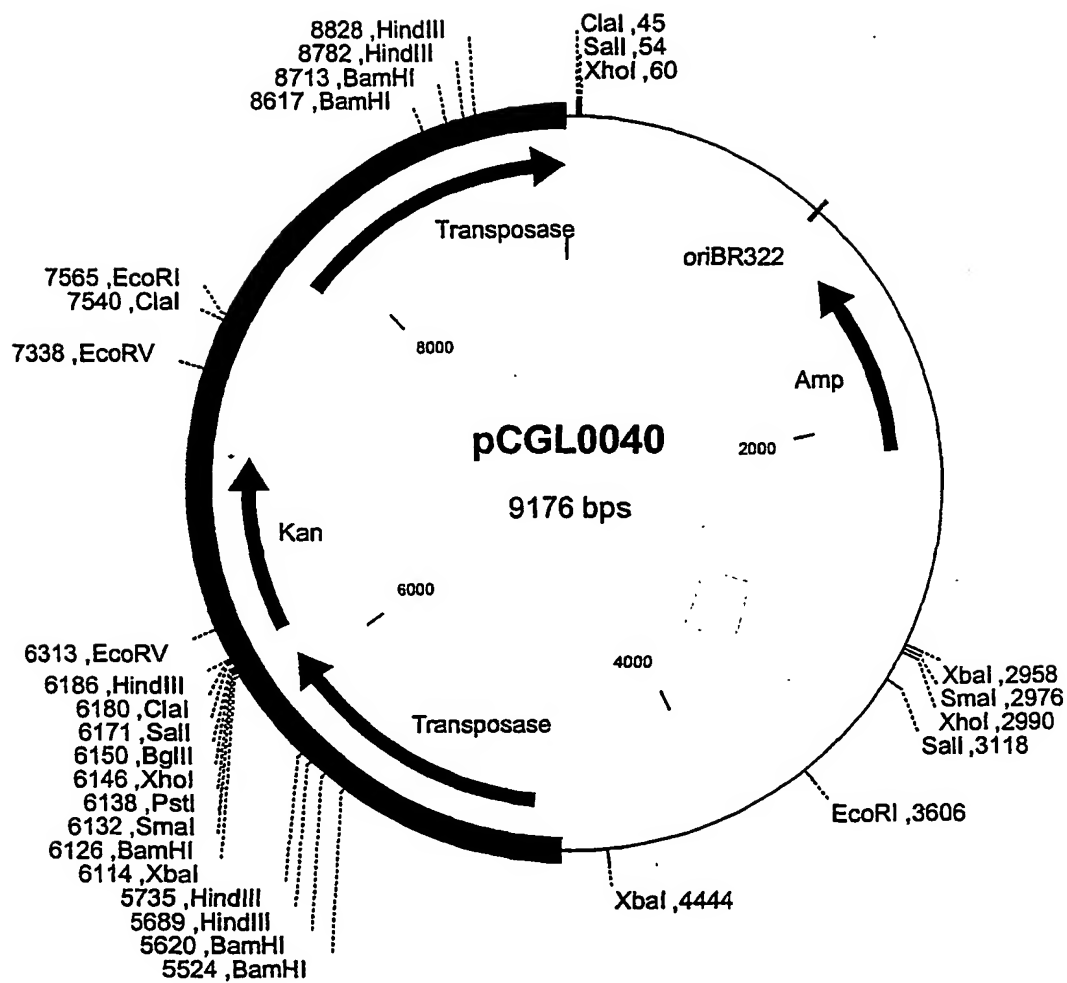 8828 ,HindIII
8782 ,HindIII
8713 ,BamHI
8617 ,BamHI
ClaI ,45
SalI ,54
XhoI ,60
Transposase
oriBR322
7565 ,EcoRI
7540 ,ClaI
7338 ,EcoRV
8000
Amp
2000
pCGL0040
9176 bps
Kan
6000
4000
6313 ,EcoRV
6186 ,HindIII
6180 ,ClaI
6171 ,SalI
6150 ,BglII
6146 ,XhoI
6138 ,PstI
6132 ,SmaI
6126 ,BamHI
6114 ,XbaI
5735 ,HindIII
5689 ,HindIII
5620 ,BamHI
5524 ,BamHI
Transposase
XbaI ,2958
SmaI ,2976
XhoI ,2990
SalI ,3118
EcoRI ,3606
XbaI ,4444